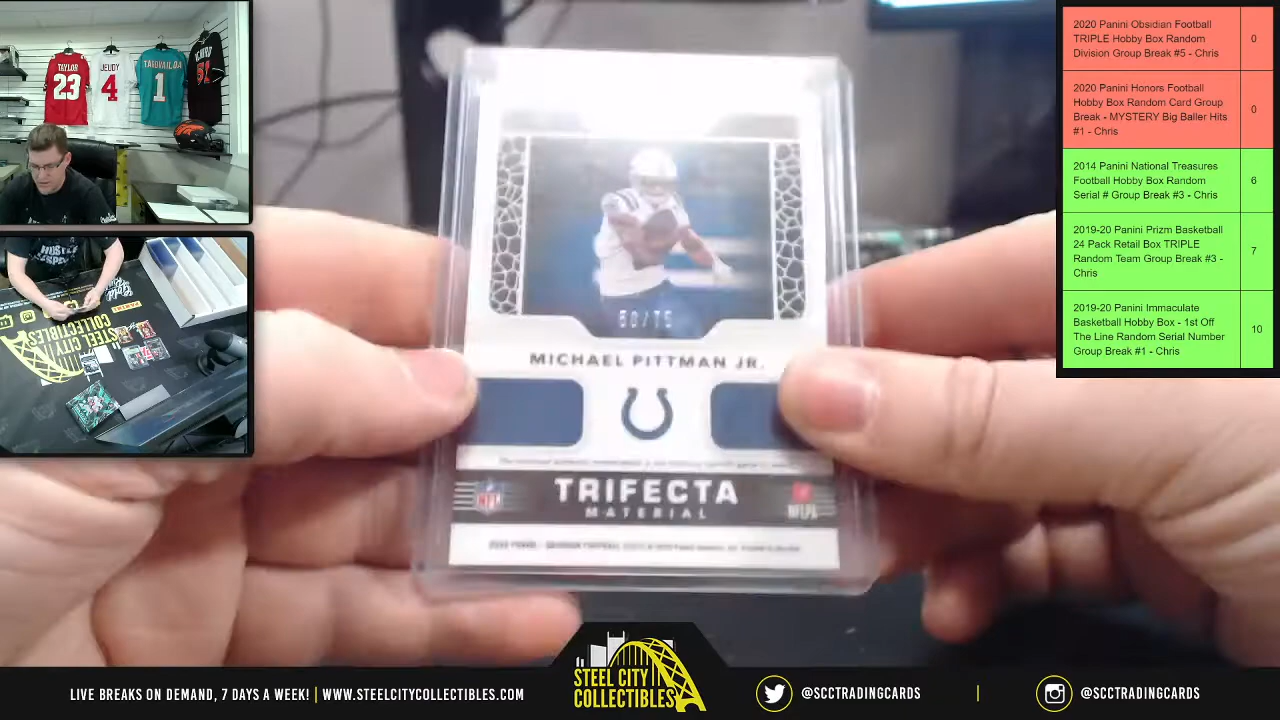 TAYLOR
23
JEUDY
4
TAGOVAILOA
1
51
STEEL CITY
COLLECTIBLES
MICHAEL PITTMAN JR.
NFL
TRIFECTA
MATERIAL
NFLPA
2020 Panini Obsidian Football
TRIPLE Hobby Box Random
Division Group Break #5 - Chris
0
2020 Panini Honors Football
Hobby Box Random Card Group
Break - MYSTERY Big Baller Hits
#1 - Chris
0
2014 Panini National Treasures
Football Hobby Box Random
Serial # Group Break #3 - Chris
6
2019-20 Panini Prizm Basketball
24 Pack Retail Box TRIPLE
Random Team Group Break #3 -
Chris
7
2019-20 Panini Immaculate
Basketball Hobby Box - 1st Off
The Line Random Serial Number
Group Break #1 - Chris
10
LIVE BREAKS ON DEMAND, 7 DAYS A WEEK! | WWW.STEELCITYCOLLECTIBLES.COM
STEEL CITY
COLLECTIBLES
@SCCTRADINGCARDS
|
@SCCTRADINGCARDS